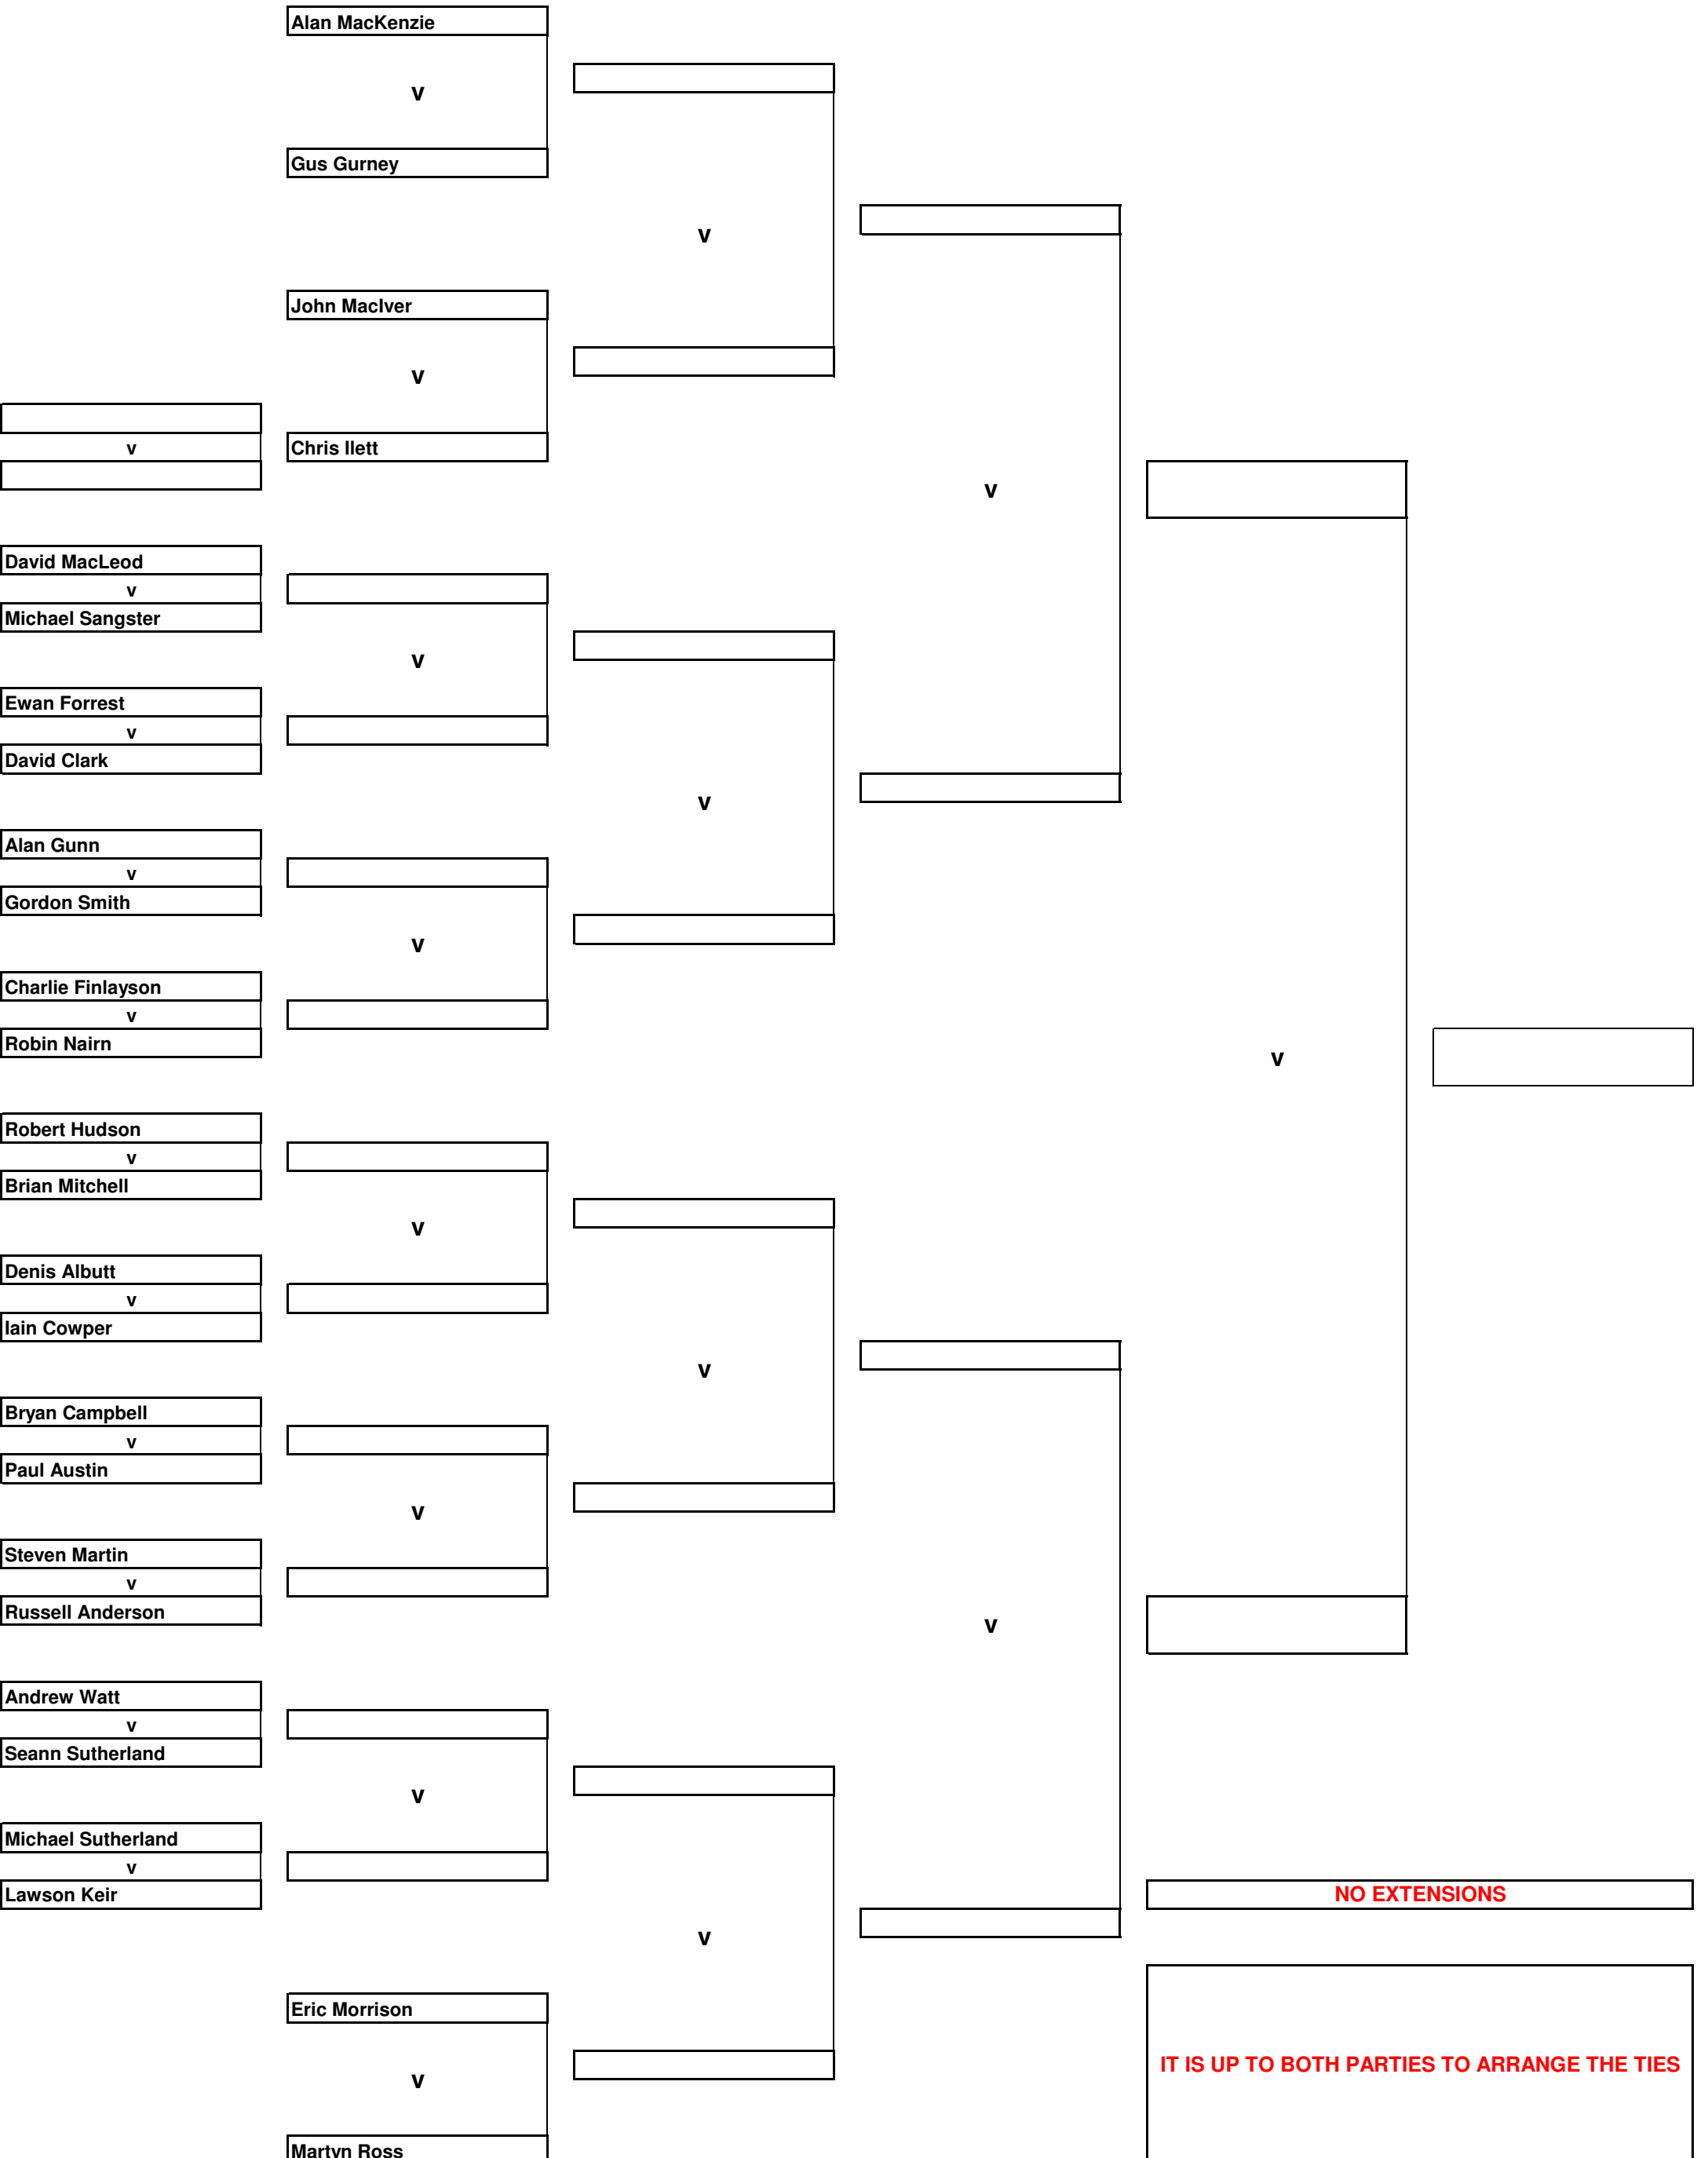 Alan MacKenzie
v
Gus Gurney
v
John MacIver
v
Chris Ilett
v
v
David MacLeod
v
Michael Sangster
v
Ewan Forrest
v
David Clark
v
Alan Gunn
v
Gordon Smith
v
Charlie Finlayson
v
Robin Nairn
v
Robert Hudson
v
Brian Mitchell
v
Denis Albutt
v
Iain Cowper
v
Bryan Campbell
v
Paul Austin
v
Steven Martin
v
Russell Anderson
v
Andrew Watt
v
Seann Sutherland
v
Michael Sutherland
v
Lawson Keir
NO EXTENSIONS
v
Eric Morrison
IT IS UP TO BOTH PARTIES TO ARRANGE THE TIES
v
Martyn Ross